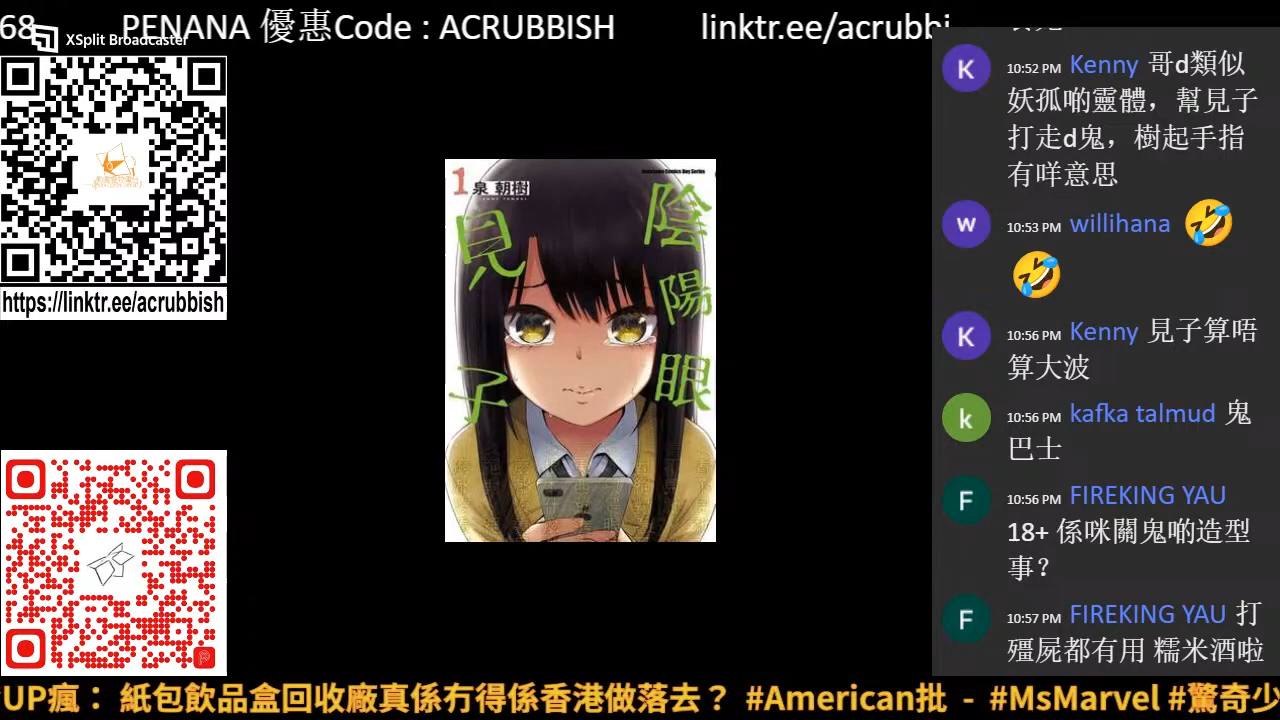 68 PENANA 優惠Code : ACRUBBISH linktr.ee/acrubbi
XSplit Broadcaster
https://linktr.ee/acrubbish
1 泉 朝樹
陰陽眼
見子
10:52 PM Kenny 哥d類似
妖孤啲靈體，幫見子
打走d鬼，樹起手指
有咩意思
10:53 PM willihana
10:56 PM Kenny 見子算唔
算大波
10:56 PM kafka talmud 鬼
巴士
10:56 PM FIREKING YAU
18+ 係咪關鬼啲造型
事？
10:57 PM FIREKING YAU 打
殭屍都有用 糯米酒啦
K
W
K
k
F
F
UP瘋： 紙包飲品盒回收廠真係冇得係香港做落去？ #American批 - #MsMarvel #驚奇少